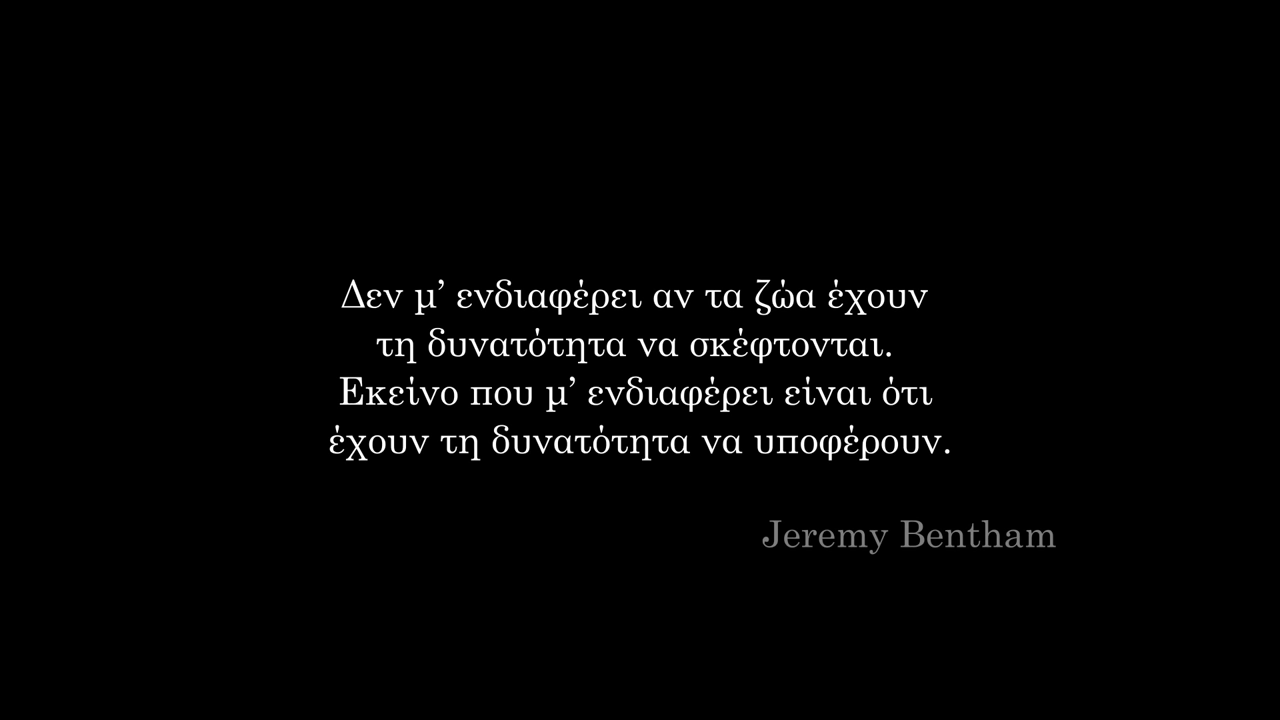 Δεν μ’ ενδιαφέρει αν τα ζώα έχουν
τη δυνατότητα να σκέφτονται.
Εκείνο που μ’ ενδιαφέρει είναι ότι
έχουν τη δυνατότητα να υποφέρουν.
Jeremy Bentham